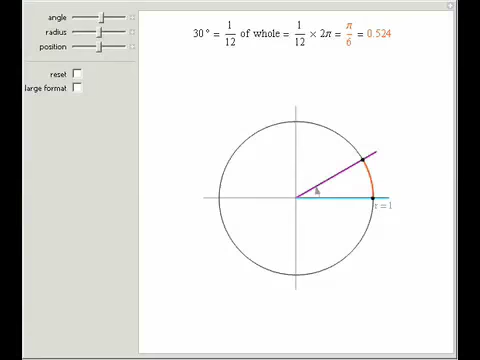 angle
radius
position
reset
large format
30° = 1/12 of whole = 1/12 × 2π = π/6 = 0.524
r = 1